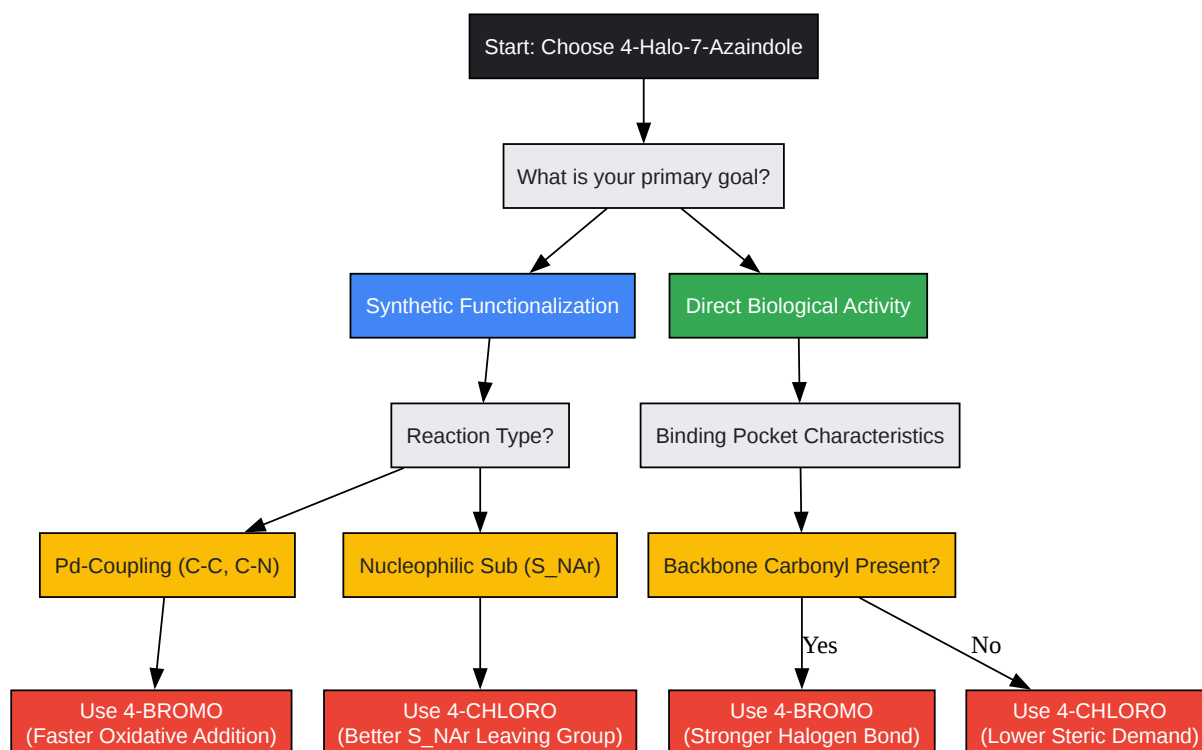 Start: Choose 4-Halo-7-Azaindole
What is your primary goal?
Synthetic Functionalization
Direct Biological Activity
Reaction Type?
Binding Pocket Characteristics
Pd-Coupling (C-C, C-N)
Nucleophilic Sub (S_NAr)
Backbone Carbonyl Present?
Yes
No
Use 4-BROMO
(Faster Oxidative Addition)
Use 4-CHLORO
(Better S_NAr Leaving Group)
Use 4-BROMO
(Stronger Halogen Bond)
Use 4-CHLORO
(Lower Steric Demand)